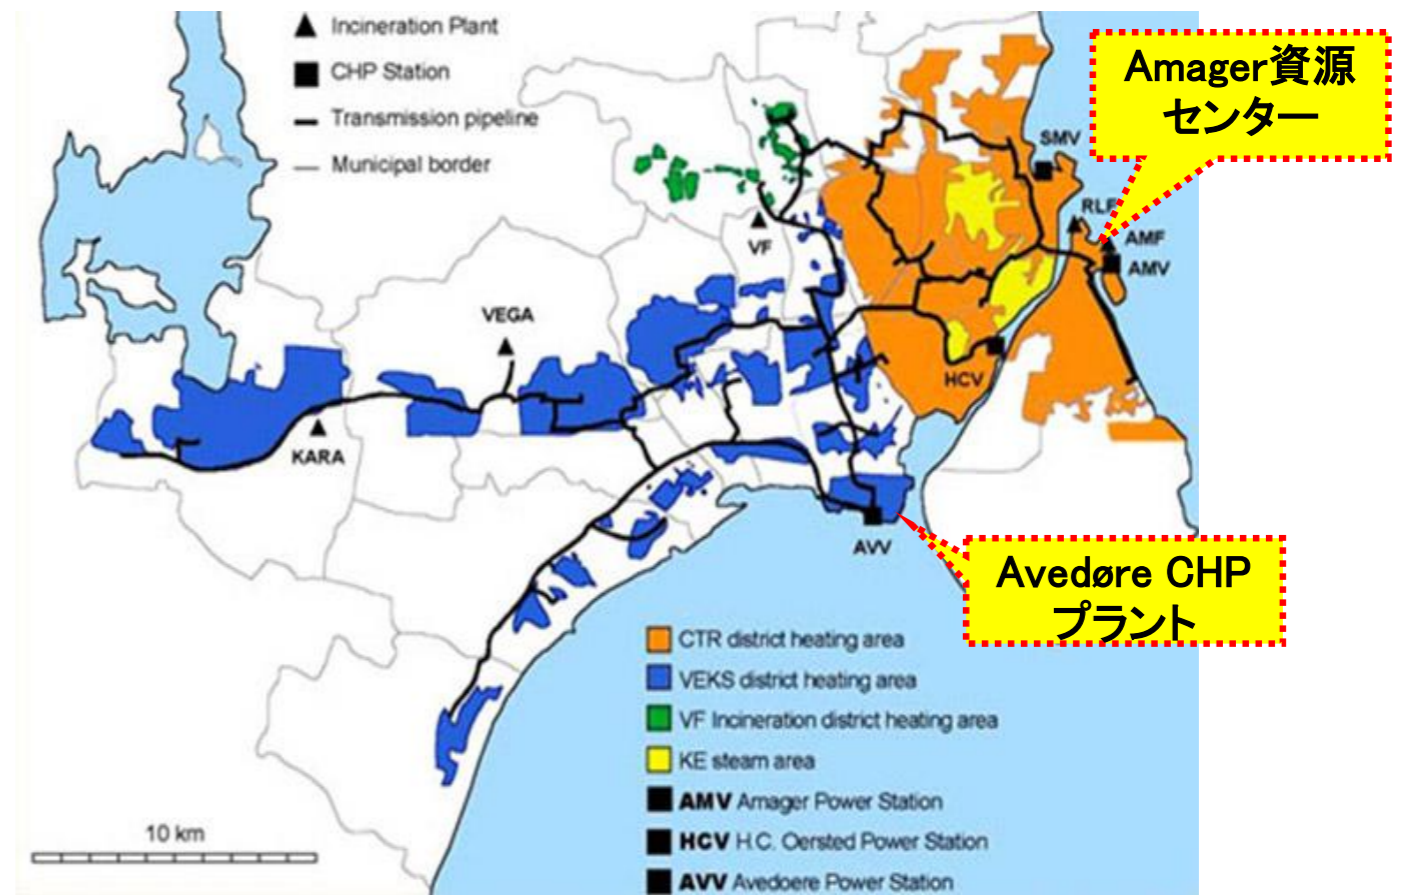 Incineration Plant
CHP Station
Transmission pipeline
Municipal border
Amager資源
センター
SMV
RLF
AMF
AMV
VF
VEGA
HCV
KARA
AVV
Avedøre CHP
プラント
CTR district heating area
VEKS district heating area
VF Incineration district heating area
KE steam area
AMV Amager Power Station
HCV H.C. Oersted Power Station
AVV Avedoere Power Station
10 km